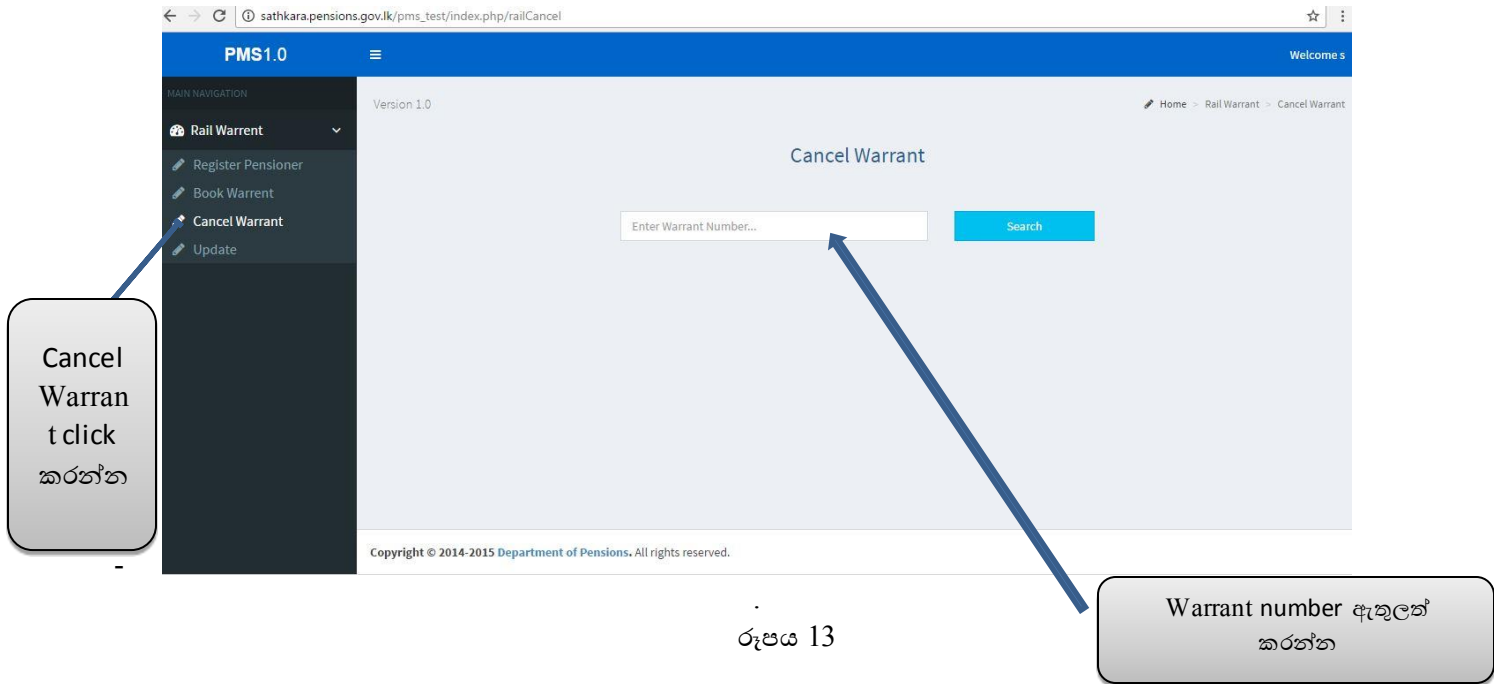 sathkara.pensions.gov.lk/pms_test/index.php/railCancel
PMS1.0
Welcome s
MAIN NAVIGATION
Version 1.0
Home > Rail Warrant > Cancel Warrant
Rail Warrent
Register Pensioner
Book Warrent
Cancel Warrant
Update
Cancel Warrant
Enter Warrant Number...
Search
Cancel
Warran
t click
කරන්න
Copyright © 2014-2015 Department of Pensions. All rights reserved.
-
.
රූපය 13
Warrant number ඇතුලත්
කරන්න